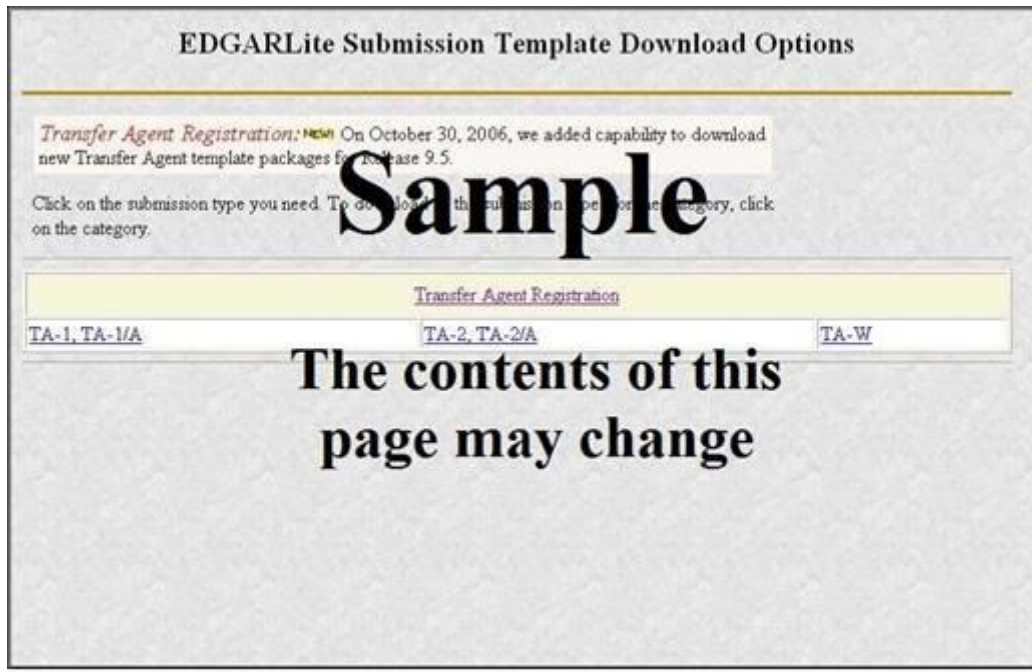 EDGARLite Submission Template Download Options
Transfer Agent Registration: NEW! On October 30, 2006, we added capability to download
new Transfer Agent template packages for Release 9.5.
Sample
Click on the submission type you need. To download all the submission types for the category, click
on the category.
Transfer Agent Registration
TA-1, TA-1/A TA-2, TA-2/A TA-W
The contents of this
page may change